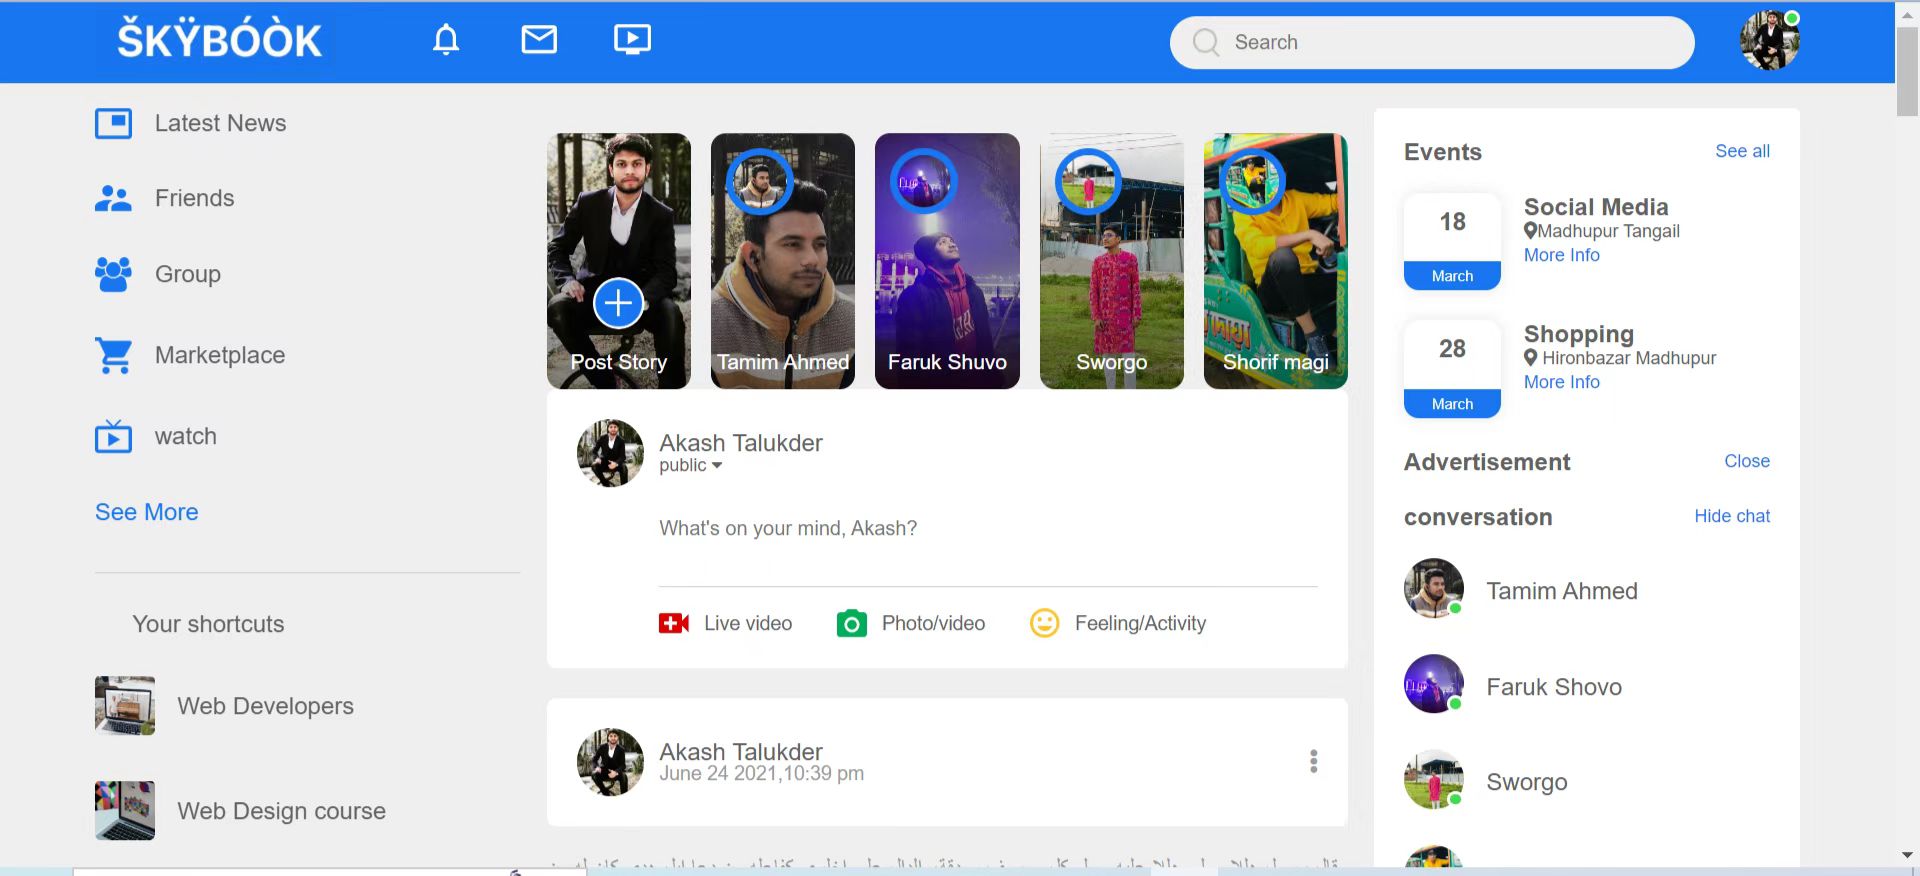 ŠKŸBÓÒK
Search
Latest News
Friends
Group
Marketplace
watch
See More
Your shortcuts
Web Developers
Web Design course
Post Story
Tamim Ahmed
Faruk Shuvo
Sworgo
Shorif magi
Akash Talukder
public
What's on your mind, Akash?
Live video
Photo/video
Feeling/Activity
Akash Talukder
June 24 2021,10:39 pm
Events
See all
18
March
Social Media
Madhupur Tangail
More Info
28
March
Shopping
Hironbazar Madhupur
More Info
Advertisement
Close
conversation
Hide chat
Tamim Ahmed
Faruk Shovo
Sworgo